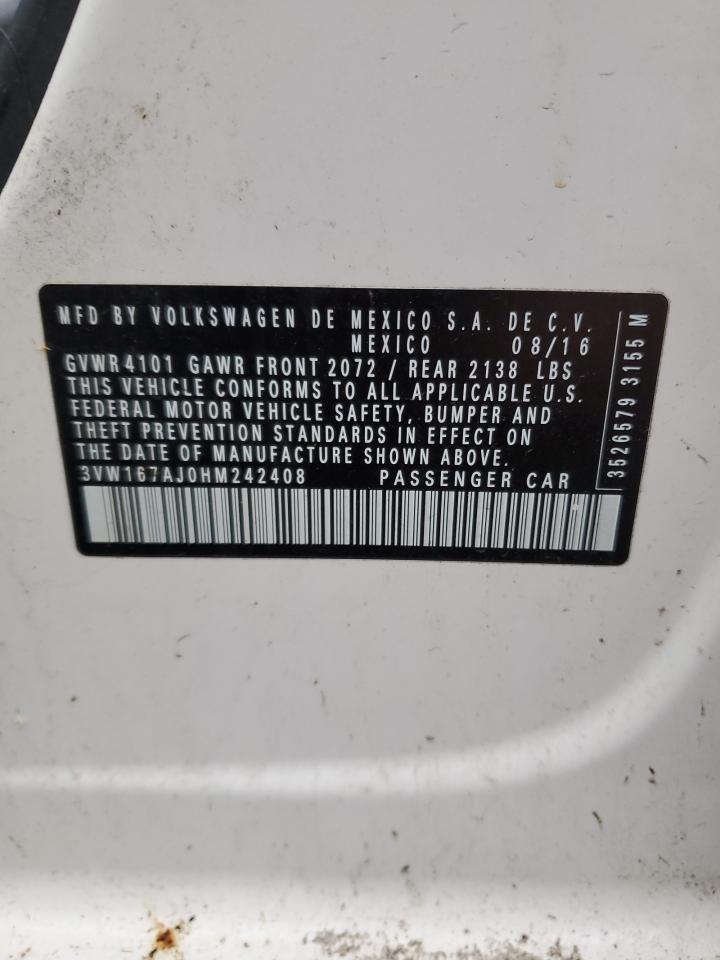 MFD BY VOLKSWAGEN DE MEXICO S.A. DE C.V.
MEXICO 08/16
GVWR 4101 GAWR FRONT 2072 / REAR 2138 LBS
THIS VEHICLE CONFORMS TO ALL APPLICABLE U.S.
FEDERAL MOTOR VEHICLE SAFETY, BUMPER AND
THEFT PREVENTION STANDARDS IN EFFECT ON
THE DATE OF MANUFACTURE SHOWN ABOVE.
3VW167AJ0HM242408 PASSENGER CAR
3526579 3155 M